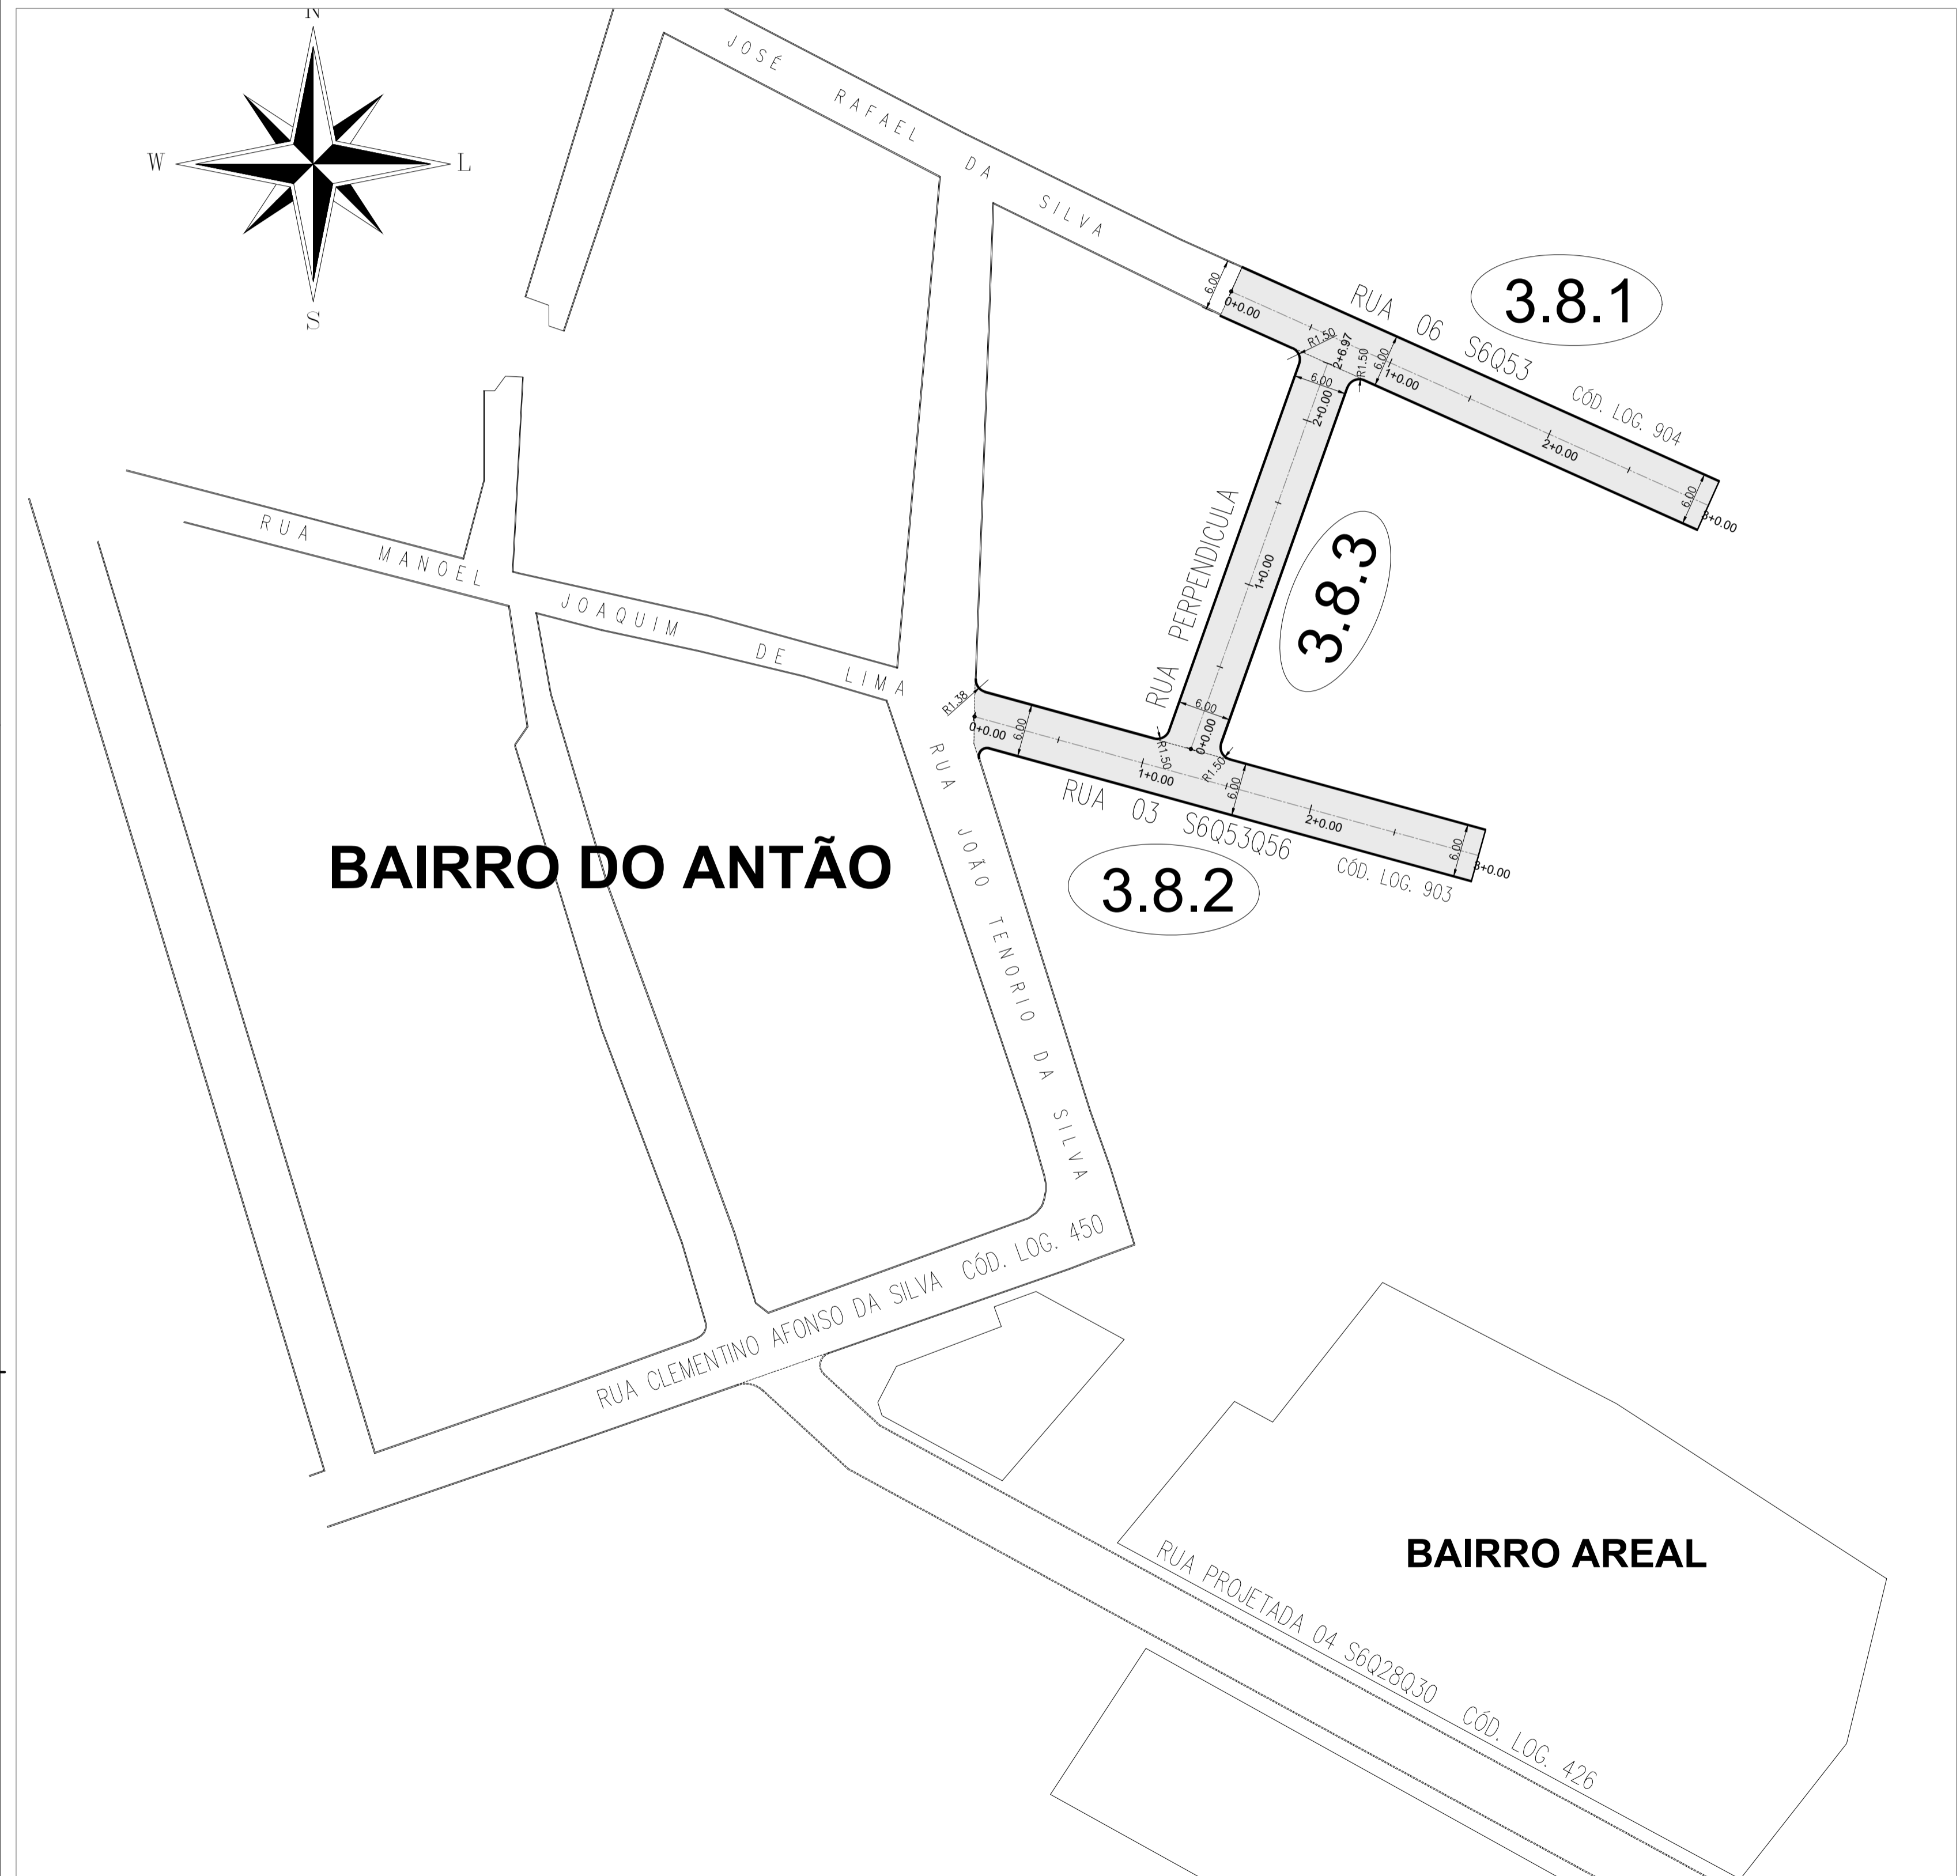 N
W
L
S
JOSÉ RAFAEL DA SILVA
3.8.1
RUA 06 S6Q53
CÓD. LOG. 904
6.00
0+0.00
R1.50
2+6.97
R1.50
6.00
1+0.00
6.00
2+0.00
2+0.00
6.00
3+0.00
RUA PERPENDICULA
1+0.00
3.8.3
RUA MANOEL JOAQUIM DE LIMA
R1.38
6.00
0+0.00
6.00
0+0.00
R1.50
R1.50
1+0.00
6.00
2+0.00
6.00
3+0.00
RUA 03 S6Q53Q56
CÓD. LOG. 903
3.8.2
BAIRRO DO ANTÃO
RUA JOÃO TENORIO DA SILVA
RUA CLEMENTINO AFONSO DA SILVA CÓD. LOG. 450
BAIRRO AREAL
RUA PROJETADA 04 S6Q28Q30 CÓD. LOG. 426